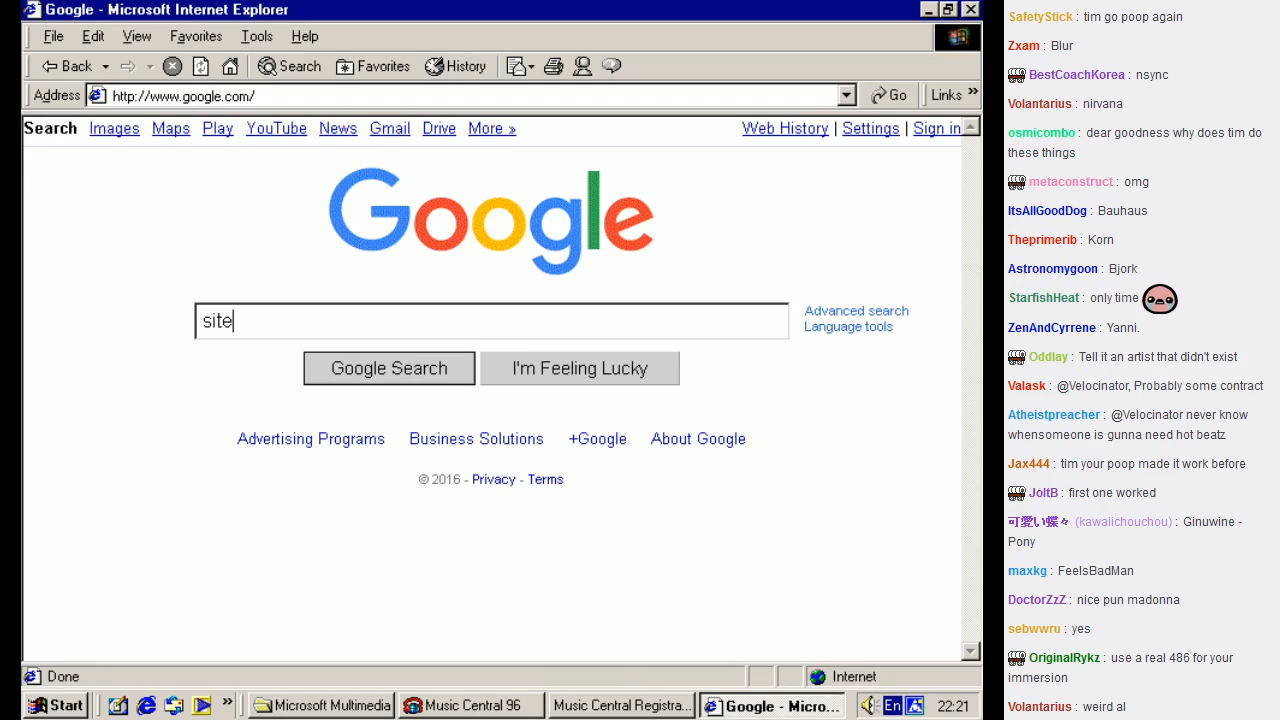 Google - Microsoft Internet Explorer
File Edit View Favorites Tools Help
Back Search Favorites History
Address http://www.google.com/ Go Links »
Search Images Maps Play YouTube News Gmail Drive More » Web History | Settings | Sign in
Google
site
Advanced search
Language tools
Google Search I'm Feeling Lucky
Advertising Programs Business Solutions +Google About Google
© 2016 - Privacy - Terms
Done Internet
Start » Microsoft Multimedia Music Central 96 Music Central Registra... Google - Micro... En 22:21
SafetyStick : tim go poop again
Zxam : Blur
BestCoachKorea : nsync
Volantarius : nirvana
osmicombo : dear goodness why does tim do
these things
metaconstruct : omg
ItsAllGoodDog : Bauhaus
Theprimerib : Korn
Astronomygoon : Bjork
StarfishHeat : only time
ZenAndCyrrene : Yanni.
Oddlay : Tell it an artist that didn't exist
Valask : @Velocinator, Probably some contract
Atheistpreacher : @Velocinator never know
whensomeone is gunna need hot beatz
Jax444 : tim your poop made it work before
JoltB : first one worked
可愛い蝶々 (kawaiichouchou) : Ginuwine -
Pony
maxkg : FeelsBadMan
DoctorZzZ : nice pun madonna
sebwwru : yes
OriginalRykz : use a real 486 for your
immersion
Volantarius : weird al